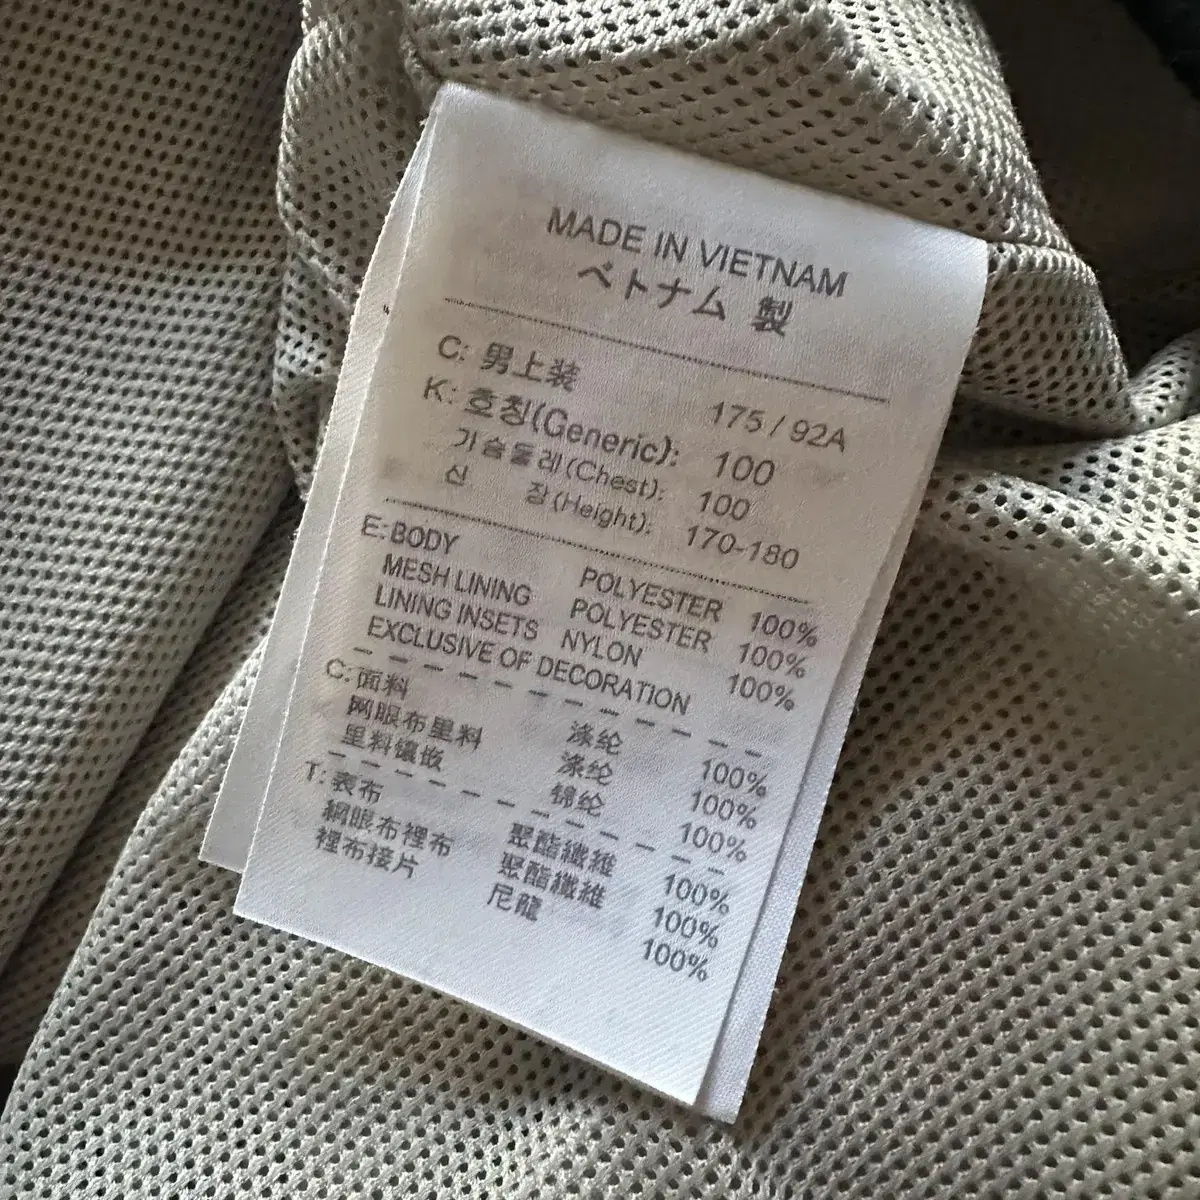 MADE IN VIETNAM
ベトナム 製
C: 男上装 175 / 92A
K: 호칭(Generic): 100
가슴둘레(Chest): 100
신 장(Height): 170-180
E: BODY POLYESTER 100%
MESH LINING POLYESTER 100%
LINING INSETS NYLON 100%
EXCLUSIVE OF DECORATION
C: 面料 涤纶 100%
网眼布里料 涤纶 100%
里料镶嵌 锦纶 100%
T: 表布 聚酯纖維 100%
網眼布裡布 聚酯纖維 100%
裡布接片 尼龍 100%